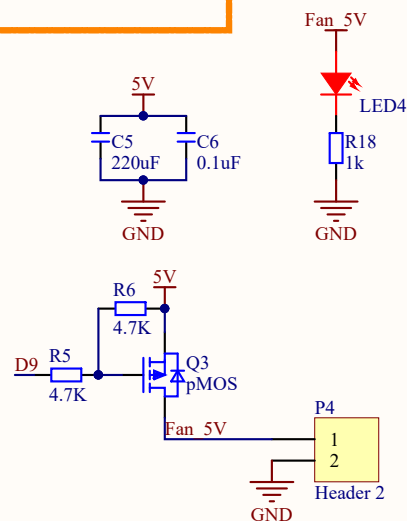 Fan_5V
5V
LED4
C5
220uF
C6
0.1uF
R18
1k
GND
GND
5V
R6
4.7K
D9
R5
4.7K
Q3
pMOS
Fan_5V
P4
1
2
Header 2
GND